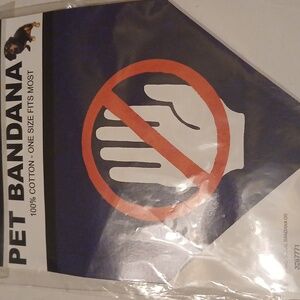 PET BANDANA
100% COTTON - ONE SIZE FITS MOST